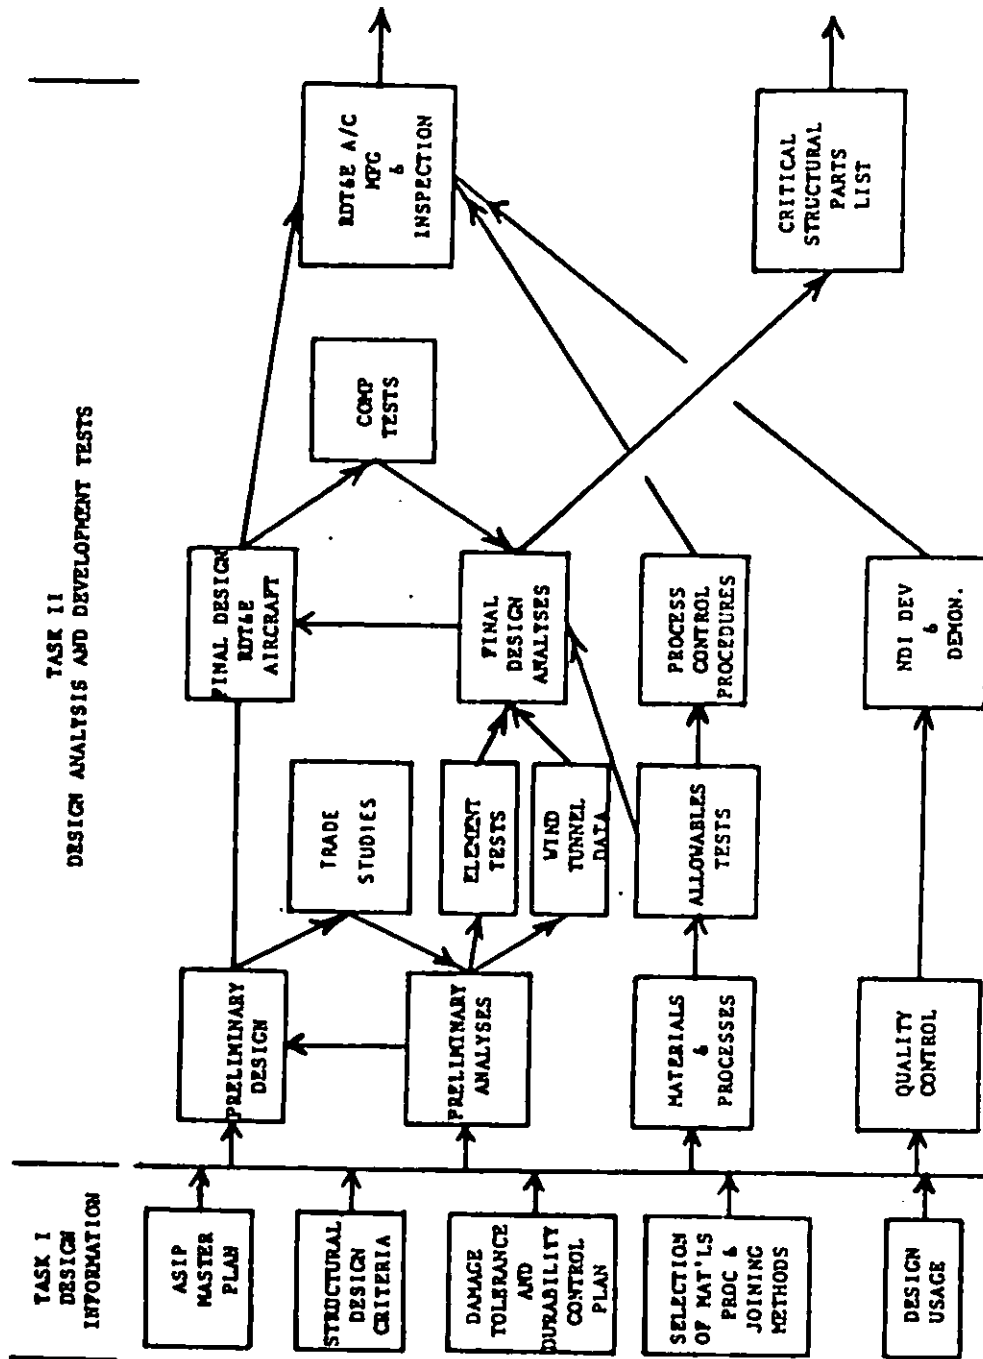 TASK I
DESIGN
INFORMATION
TASK II
DESIGN ANALYSIS AND DEVELOPMENT TESTS
ASIP
MASTER
PLAN
STRUCTURAL
DESIGN
CRITERIA
DAMAGE
TOLERANCE
AND
DURABILITY
CONTROL
PLAN
SELECTION
OF MAT'LS
PROC &
JOINING
METHODS
DESIGN
USAGE
PRELIMINARY
DESIGN
PRELIMINARY
ANALYSES
MATERIALS
&
PROCESSES
QUALITY
CONTROL
TRADE
STUDIES
ELEMENT
TESTS
WIND
TUNNEL
DATA
ALLOWABLES
TESTS
FINAL DESIGN
RDT&E
AIRCRAFT
FINAL
DESIGN
ANALYSES
PROCESS
CONTROL
PROCEDURES
NDI DEV
&
DEMON.
COMP
TESTS
RDT&E A/C
MFG
&
INSPECTION
CRITICAL
STRUCTURAL
PARTS
LIST